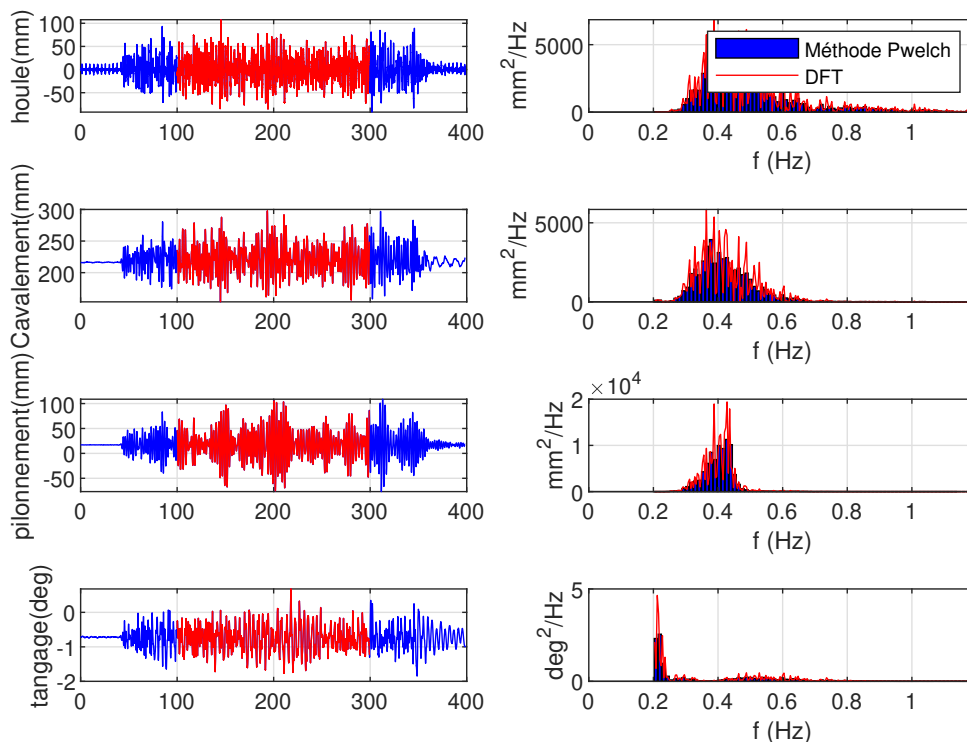 houle(mm)
100
50
0
-50
0 100 200 300 400
mm²/Hz
5000
0
Méthode Pwelch
DFT
0 0.2 0.4 0.6 0.8 1
f (Hz)
Cavalement(mm)
300
250
200
0 100 200 300 400
mm²/Hz
5000
0
0 0.2 0.4 0.6 0.8 1
f (Hz)
pilonnement(mm)
100
50
0
-50
0 100 200 300 400
×10⁴
mm²/Hz
2
1
0
0 0.2 0.4 0.6 0.8 1
f (Hz)
tangage(deg)
0
-1
-2
0 100 200 300 400
deg²/Hz
5
0
0 0.2 0.4 0.6 0.8 1
f (Hz)